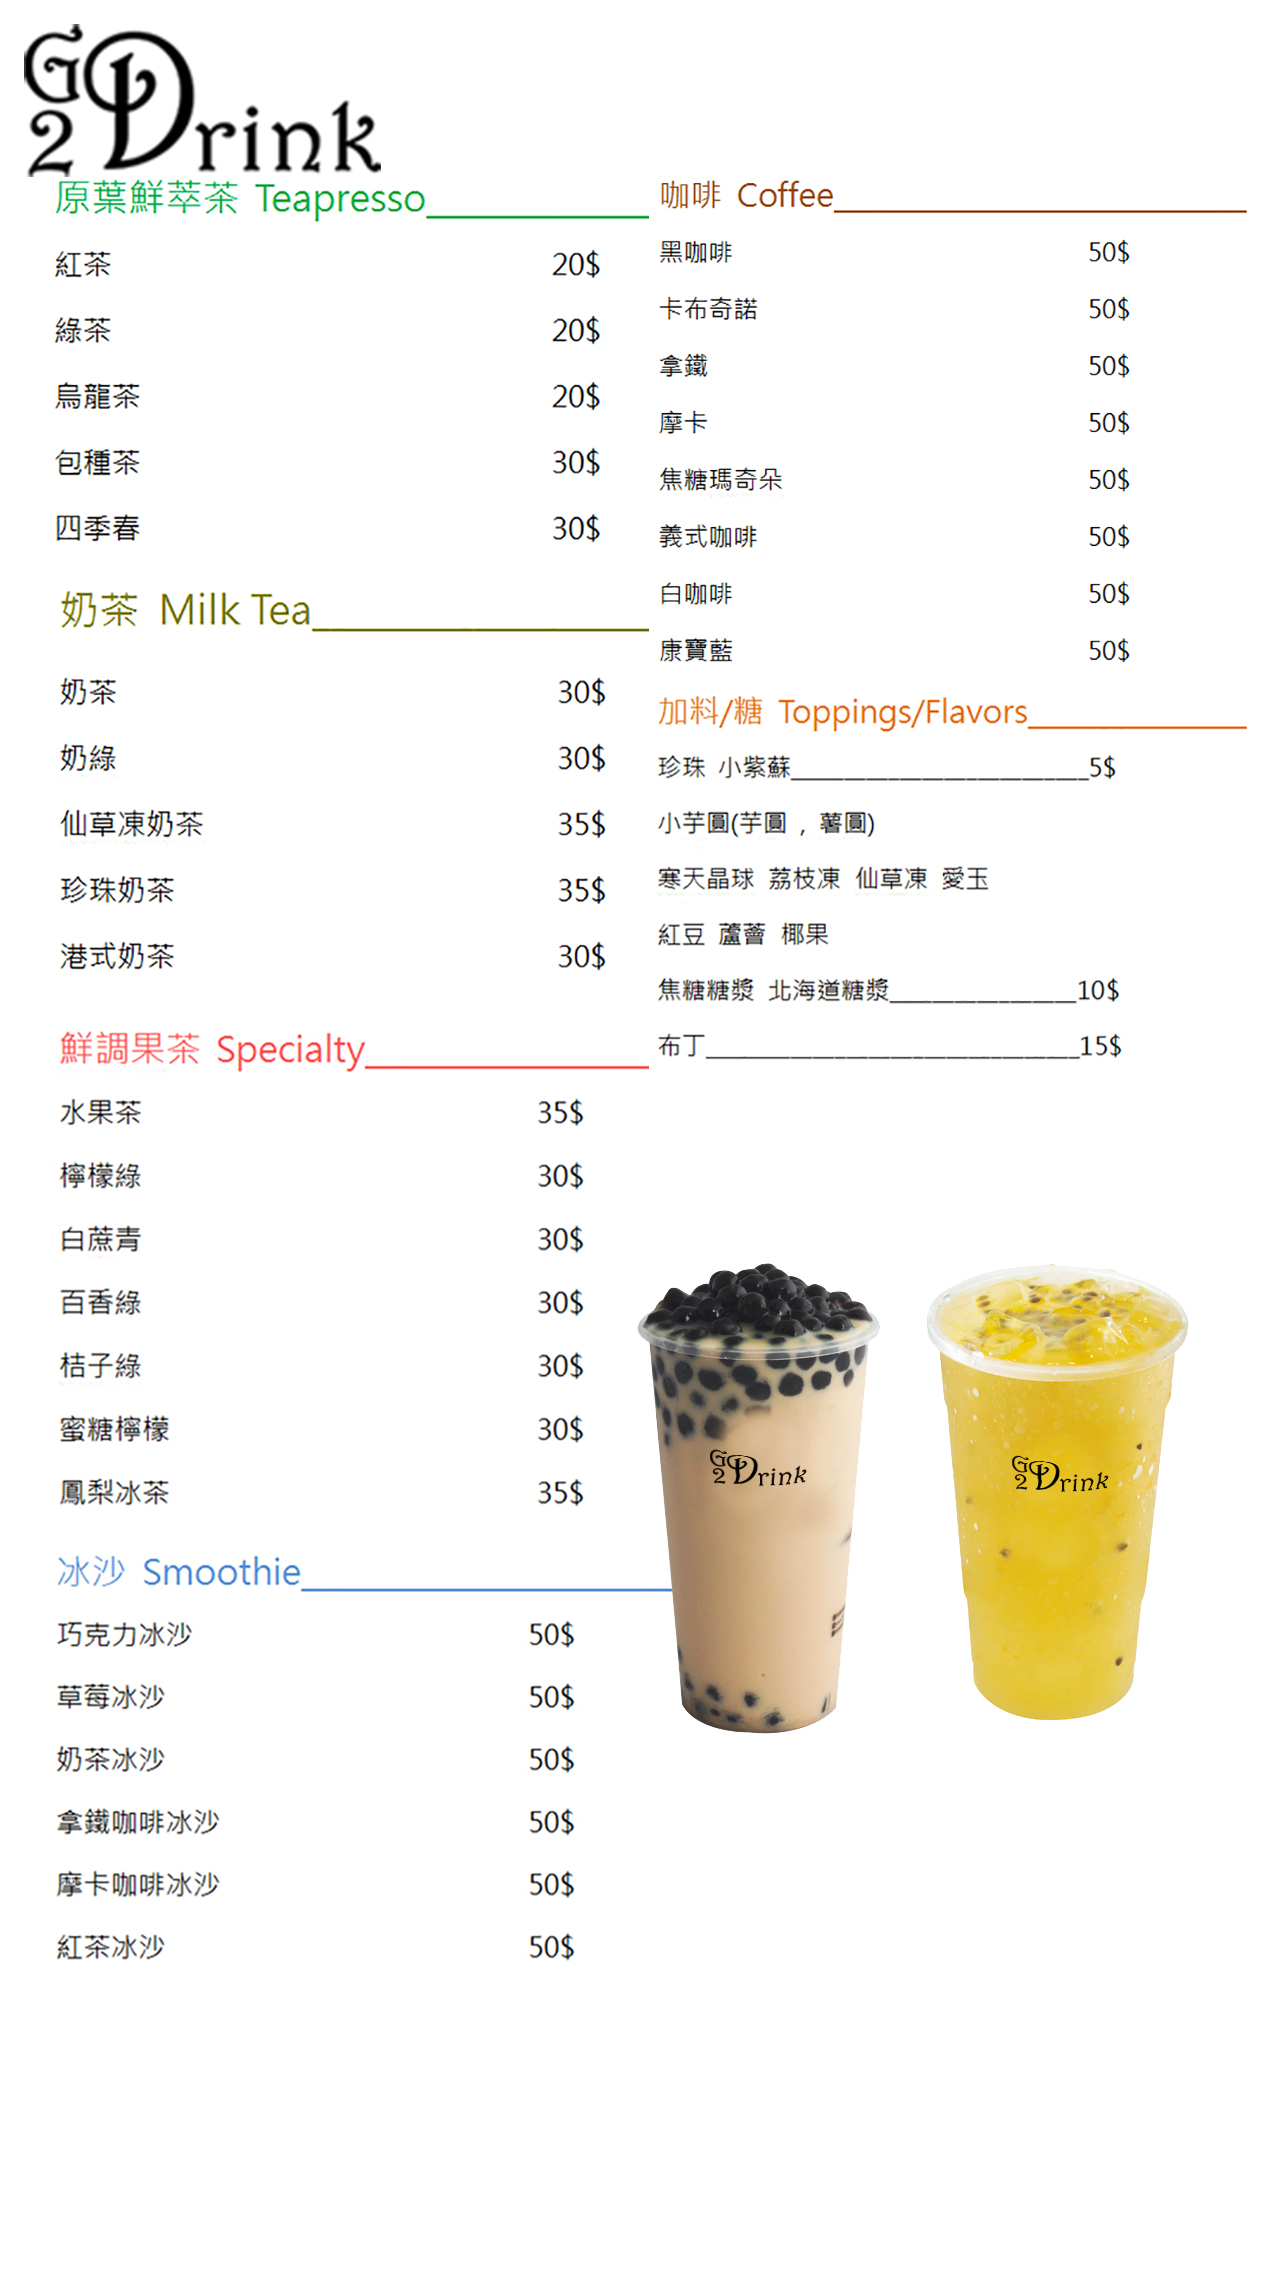 G2Drink
原葉鮮萃茶 Teapresso
紅茶 20$
綠茶 20$
烏龍茶 20$
包種茶 30$
四季春 30$
奶茶 Milk Tea
奶茶 30$
奶綠 30$
仙草凍奶茶 35$
珍珠奶茶 35$
港式奶茶 30$
鮮調果茶 Specialty
水果茶 35$
檸檬綠 30$
白蔗青 30$
百香綠 30$
桔子綠 30$
蜜糖檸檬 30$
鳳梨冰茶 35$
冰沙 Smoothie
巧克力冰沙 50$
草莓冰沙 50$
奶茶冰沙 50$
拿鐵咖啡冰沙 50$
摩卡咖啡冰沙 50$
紅茶冰沙 50$
咖啡 Coffee
黑咖啡 50$
卡布奇諾 50$
拿鐵 50$
摩卡 50$
焦糖瑪奇朵 50$
義式咖啡 50$
白咖啡 50$
康寶藍 50$
加料/糖 Toppings/Flavors
珍珠 小紫蘇 5$
小芋圓(芋圓 , 薯圓)
寒天晶球 荔枝凍 仙草凍 愛玉
紅豆 蘆薈 椰果
焦糖糖漿 北海道糖漿 10$
布丁 15$
G2Drink
G2Drink